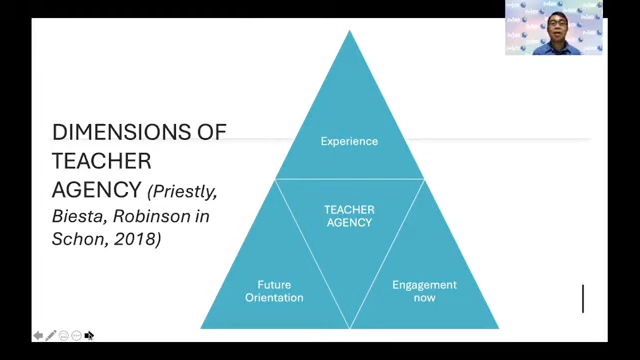 DIMENSIONS OF
TEACHER
AGENCY (Priestly,
Biesta, Robinson in
Schon, 2018)
Experience
TEACHER
AGENCY
Future
Orientation
Engagement
now